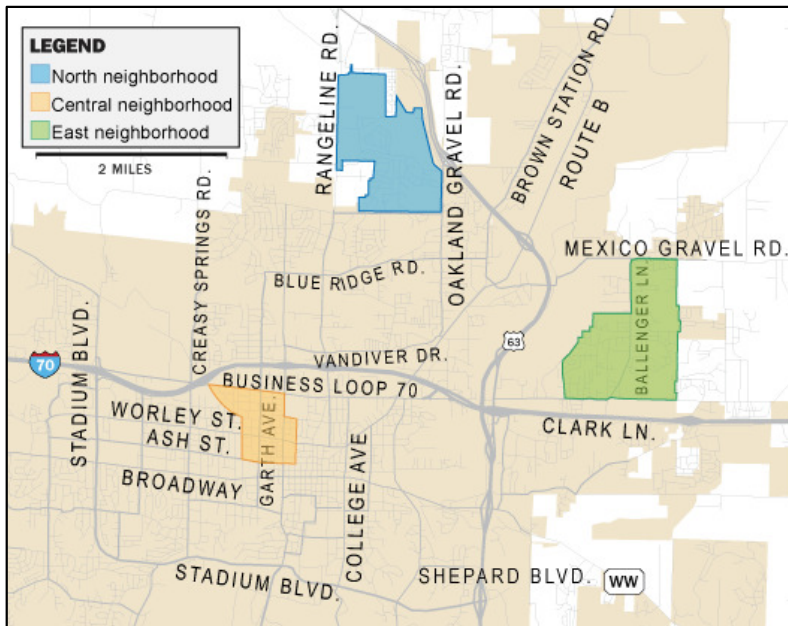 LEGEND
North neighborhood
Central neighborhood
East neighborhood
2 MILES
RANGELINE RD.
OAKLAND GRAVEL RD.
BROWN STATION RD.
ROUTE B
CREASY SPRINGS RD.
MEXICO GRAVEL RD.
BLUE RIDGE RD.
BALLENGER LN.
STADIUM BLVD.
63
70
VANDIVER DR.
BUSINESS LOOP 70
WORLEY ST.
ASH ST.
CLARK LN.
GARTH AVE.
BROADWAY
COLLEGE AVE
STADIUM BLVD.
SHEPARD BLVD.
WW